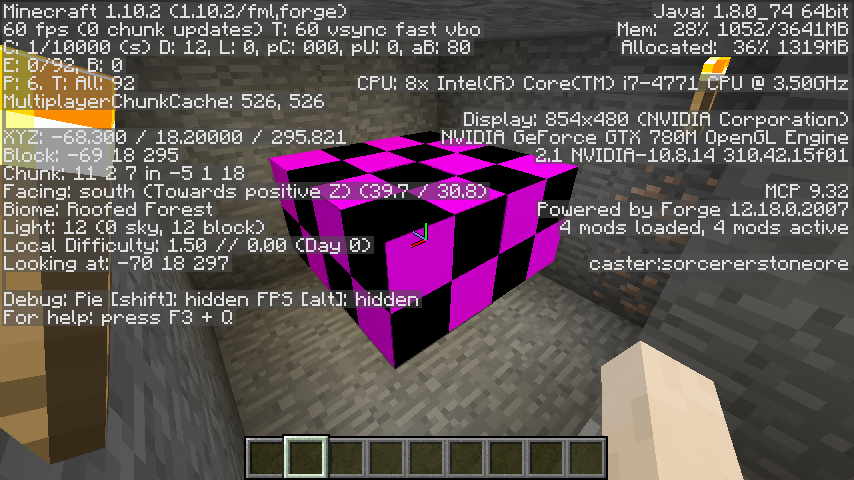 Minecraft 1.10.2 (1.10.2/fml,forge)
60 fps (0 chunk updates) T: 60 vsync fast vbo
C: 1/10000 (s) D: 12, L: 0, pC: 000, pU: 0, aB: 80
E: 0/92, B: 0
P: 6. T: All: 92
MultiplayerChunkCache: 526, 526
XYZ: -68.300 / 18.20000 / 295.821
Block: -69 18 295
Chunk: 11 2 7 in -5 1 18
Facing: south (Towards positive Z) (39.7 / 30.8)
Biome: Roofed Forest
Light: 12 (0 sky, 12 block)
Local Difficulty: 1.50 // 0.00 (Day 0)
Looking at: -70 18 297
Debug: Pie [shift]: hidden FPS [alt]: hidden
For help: press F3 + Q
Java: 1.8.0_74 64bit
Mem: 28% 1052/3641MB
Allocated: 36% 1319MB
CPU: 8x Intel(R) Core(TM) i7-4771 CPU @ 3.50GHz
Display: 854x480 (NVIDIA Corporation)
NVIDIA GeForce GTX 780M OpenGL Engine
2.1 NVIDIA-10.8.14 310.42.15f01
MCP 9.32
Powered by Forge 12.18.0.2007
4 mods loaded, 4 mods active
caster:sorcererstoneore